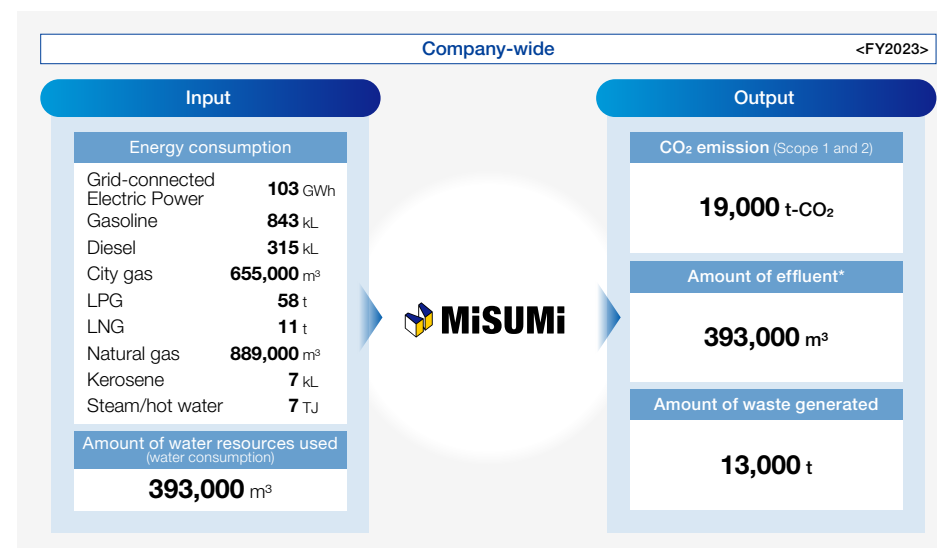 Company-wide
<FY2023>
Input
Energy consumption
Grid-connected
Electric Power
103 GWh
Gasoline 843 kL
Diesel 315 kL
City gas 655,000 m³
LPG 58 t
LNG 11 t
Natural gas 889,000 m³
Kerosene 7 kL
Steam/hot water 7 TJ
Amount of water resources used
(water consumption)
393,000 m³
MiSUMi
Output
CO₂ emission (Scope 1 and 2)
19,000 t-CO₂
Amount of effluent*
393,000 m³
Amount of waste generated
13,000 t